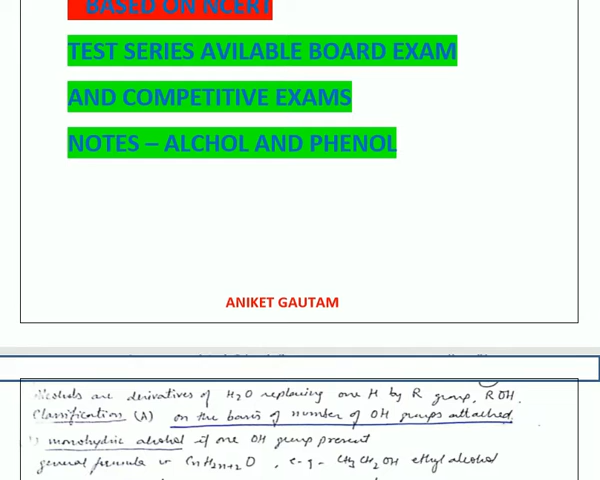 BASED ON NCERT
TEST SERIES AVILABLE BOARD EXAM
AND COMPETITIVE EXAMS
NOTES – ALCHOL AND PHENOL
ANIKET GAUTAM
Alcohols are derivatives of H2O replacing one H by R group, ROH.
Classification (A) on the basis of number of OH groups attached.
1) monohydric alcohol if one OH group present
general formula is CnH2n+2O , e-g- CH3CH2OH ethyl alcohol